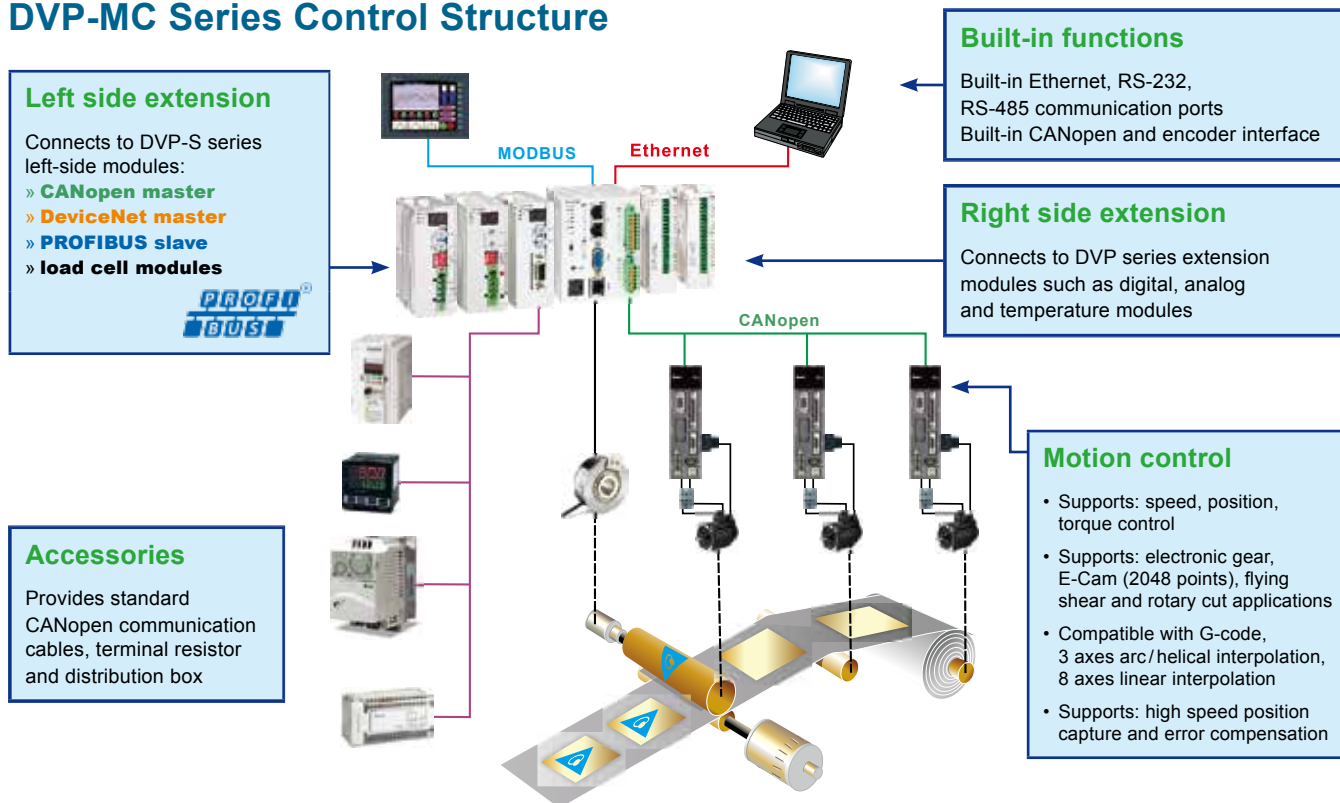 DVP-MC Series Control Structure
Left side extension
Connects to DVP-S series
left-side modules:
» CANopen master
» DeviceNet master
» PROFIBUS slave
» load cell modules
PROFI®
BUS
MODBUS
Ethernet
Built-in functions
Built-in Ethernet, RS-232,
RS-485 communication ports
Built-in CANopen and encoder interface
Right side extension
Connects to DVP series extension
modules such as digital, analog
and temperature modules
CANopen
Motion control
• Supports: speed, position,
torque control
• Supports: electronic gear,
E-Cam (2048 points), flying
shear and rotary cut applications
• Compatible with G-code,
3 axes arc/helical interpolation,
8 axes linear interpolation
• Supports: high speed position
capture and error compensation
Accessories
Provides standard
CANopen communication
cables, terminal resistor
and distribution box